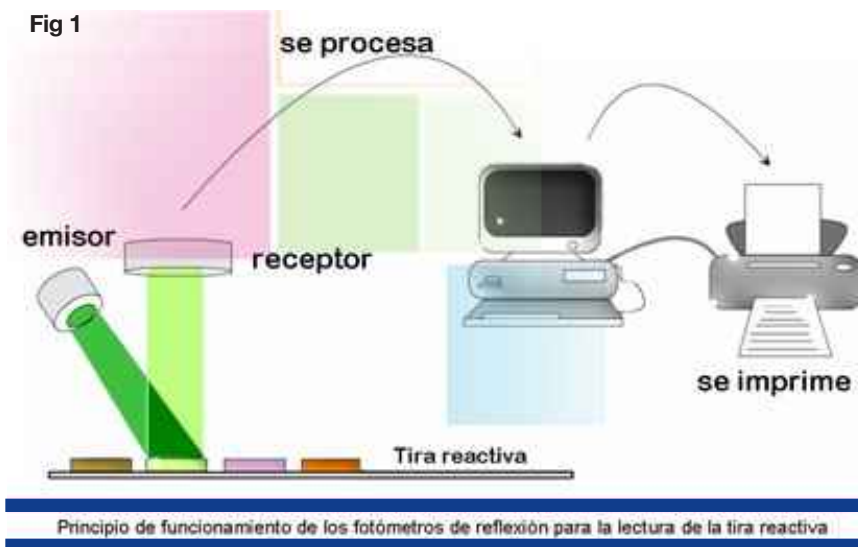 Fig 1
se procesa
emisor
receptor
se imprime
Tira reactiva
Principio de funcionamiento de los fotómetros de reflexión para la lectura de la tira reactiva